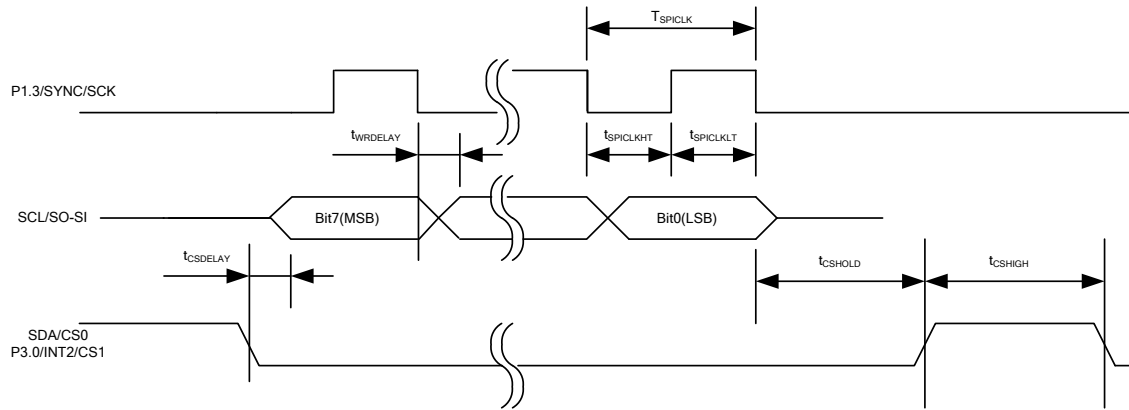 TSPICLK
P1.3/SYNC/SCK
tWRDELAY
tSPICLKHT
tSPICLKLT
SCL/SO-SI
Bit7(MSB)
Bit0(LSB)
tCSDELAY
tCSHOLD
tCSHIGH
SDA/CS0
P3.0/INT2/CS1